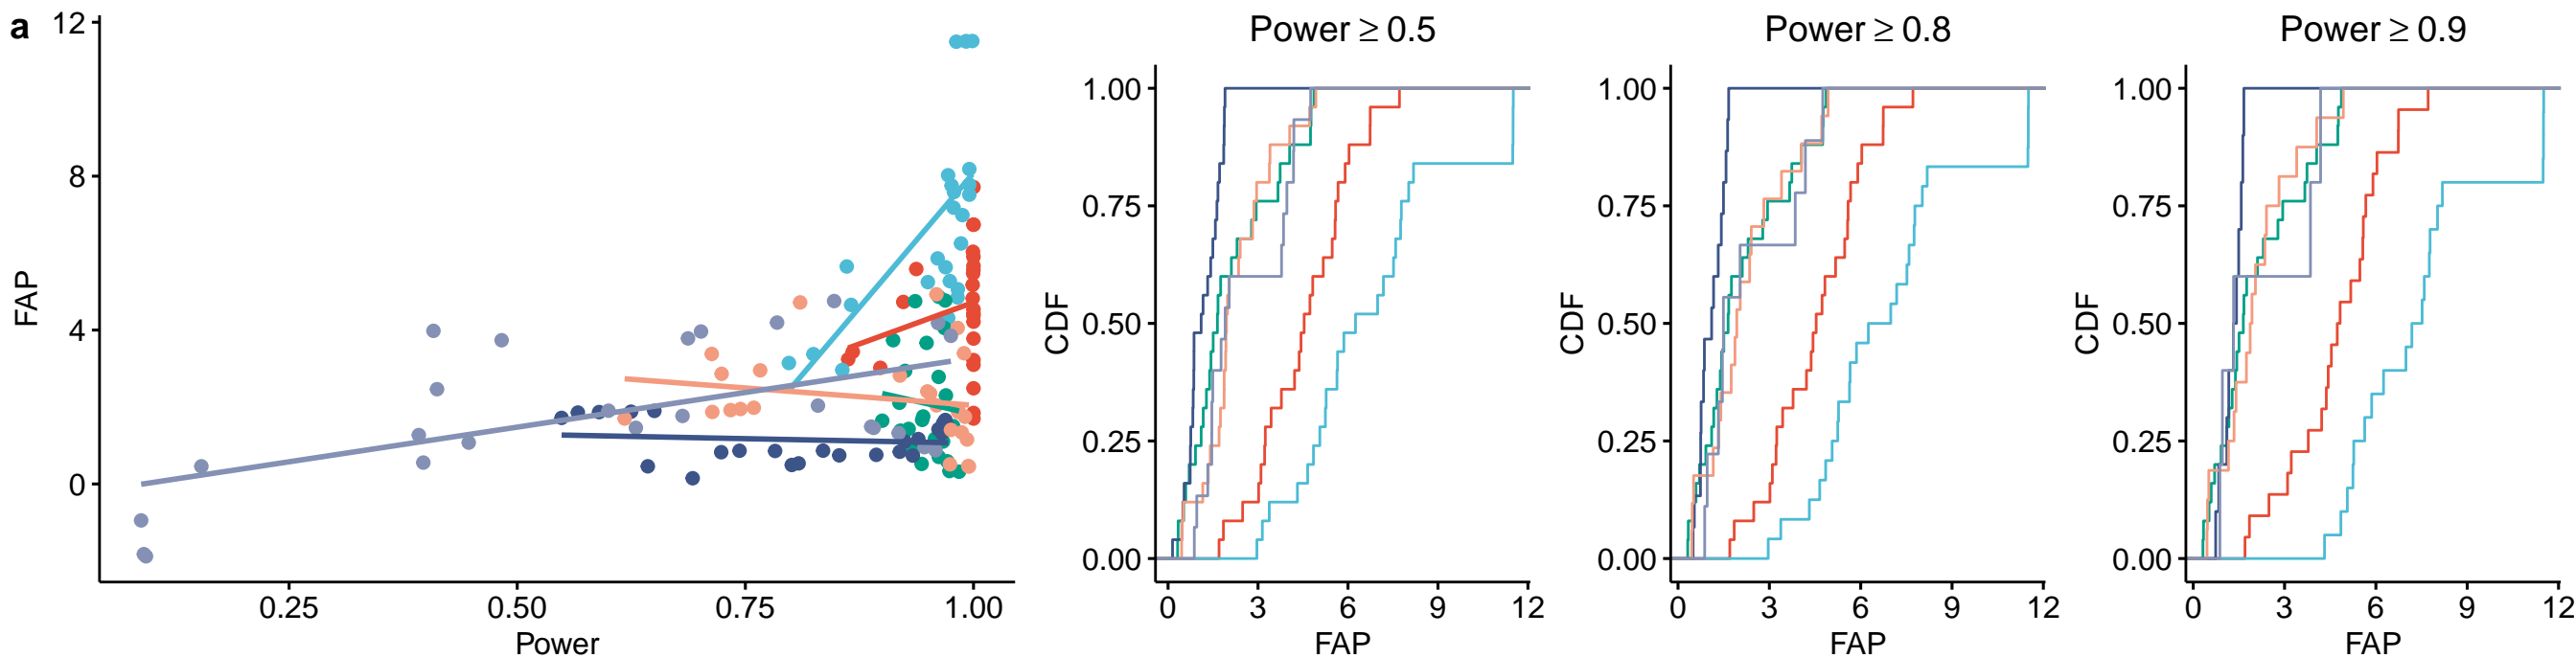 a
12
8
4
0
FAP
0.25 0.50 0.75 1.00
Power
Power ≥ 0.5
1.00
0.75
0.50
0.25
0.00
CDF
0 3 6 9 12
FAP
Power ≥ 0.8
1.00
0.75
0.50
0.25
0.00
CDF
0 3 6 9 12
FAP
Power ≥ 0.9
1.00
0.75
0.50
0.25
0.00
CDF
0 3 6 9 12
FAP